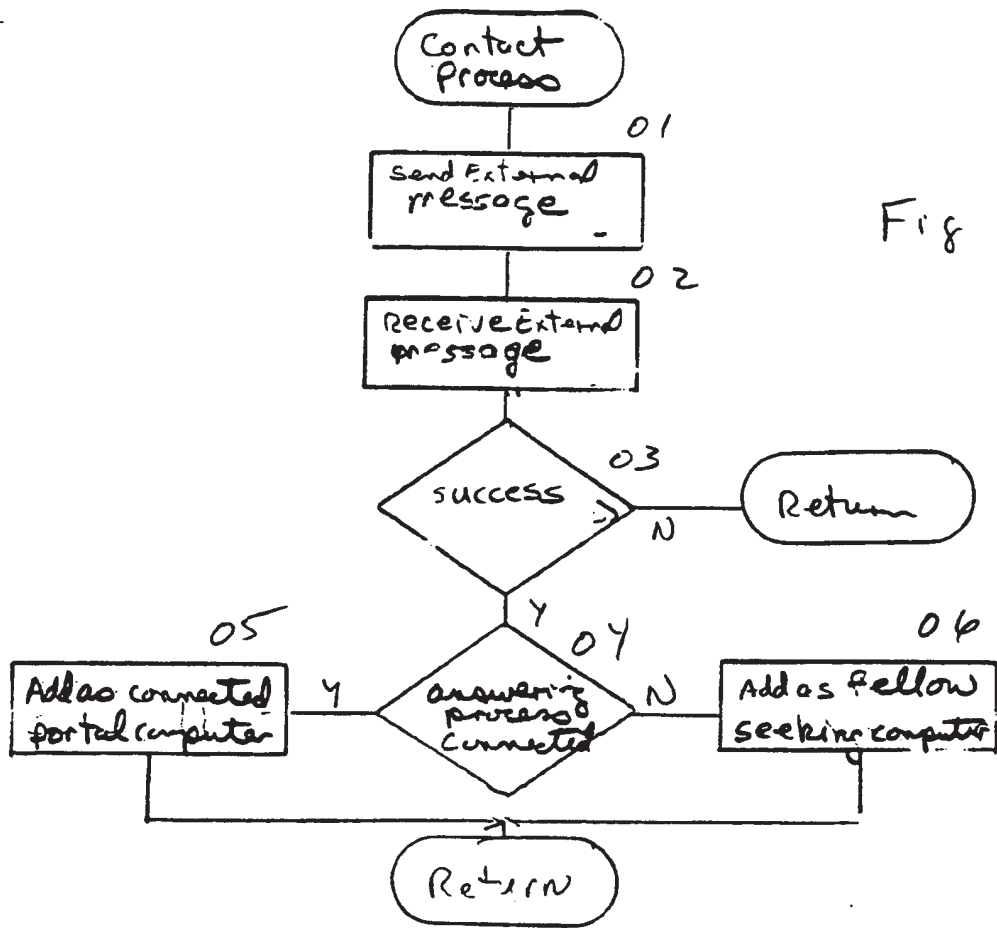 Contact
Process
01
Send External
message
Fig
02
Receive External
message
03
success
N
Return
Y
05
04
06
Add as connected
portal computer
Y
answering
process
connected
N
Add as fellow
seeking computer
Return